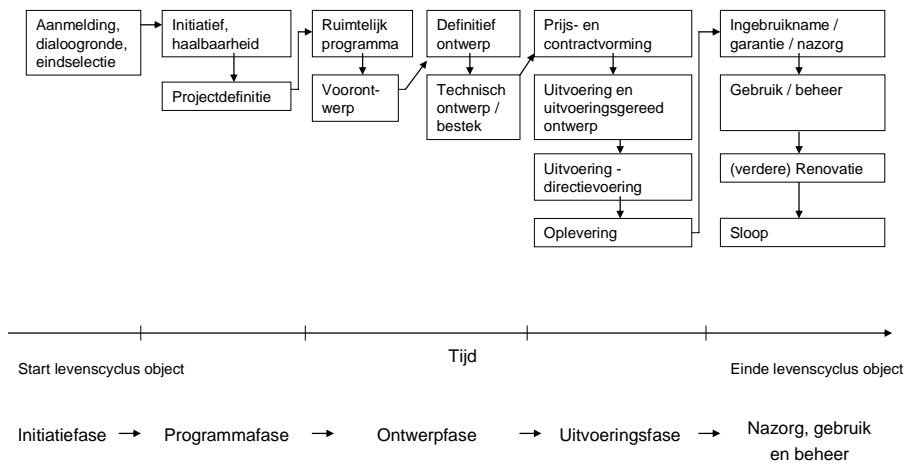 Aanmelding,
dialoogronde,
eindselectie
Initiatief,
haalbaarheid
Projectdefinitie
Ruimtelijk
programma
Vooront-
werp
Definitief
ontwerp
Technisch
ontwerp /
bestek
Prijs- en
contractvorming
Uitvoering en
uitvoeringsgereed
ontwerp
Uitvoering -
directievoering
Oplevering
Ingebruikname /
garantie / nazorg
Gebruik / beheer
(verdere) Renovatie
Sloop
Tijd
Start levenscyclus object
Einde levenscyclus object
Initiatiefase
Programmafase
Ontwerpfase
Uitvoeringsfase
Nazorg, gebruik
en beheer